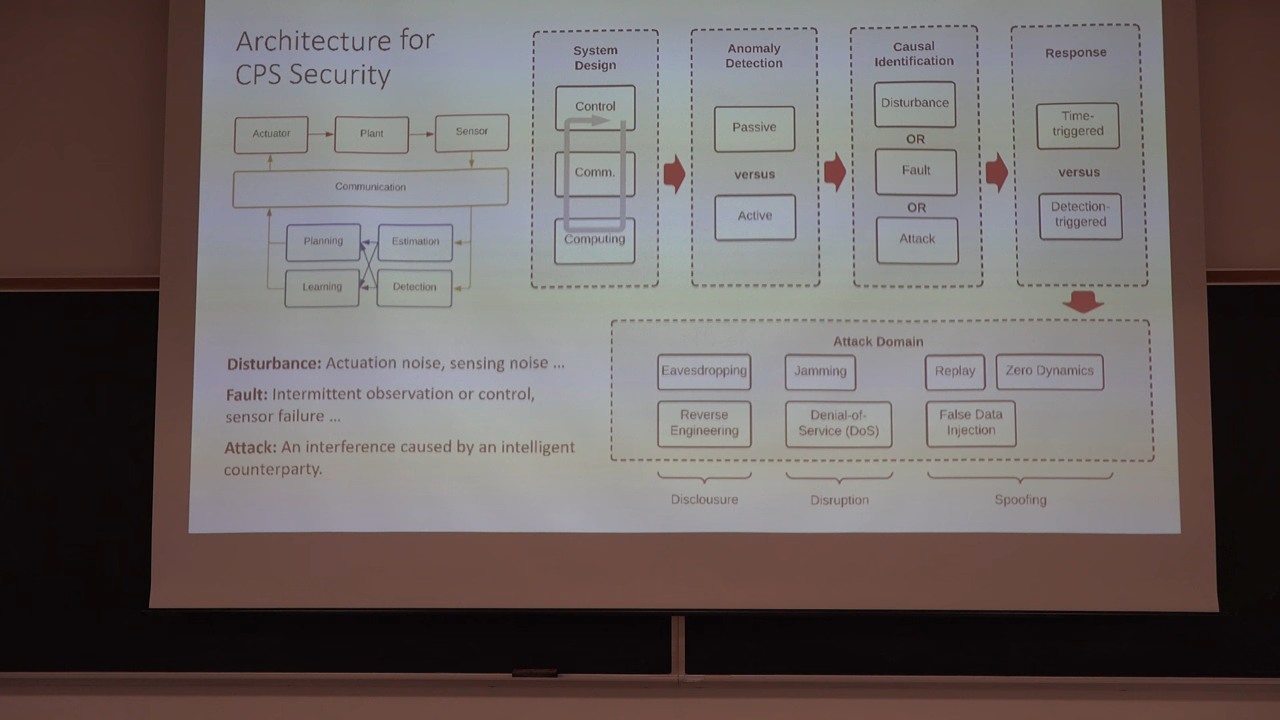 Architecture for
CPS Security
Actuator
Plant
Sensor
Communication
Planning
Estimation
Learning
Detection
Disturbance: Actuation noise, sensing noise ...
Fault: Intermittent observation or control,
sensor failure ...
Attack: An interference caused by an intelligent
counterparty.
System
Design
Control
Comm.
Computing
Anomaly
Detection
Passive
versus
Active
Causal
Identification
Disturbance
OR
Fault
OR
Attack
Response
Time-
triggered
versus
Detection-
triggered
Attack Domain
Eavesdropping
Jamming
Replay
Zero Dynamics
Reverse
Engineering
Denial-of-
Service (DoS)
False Data
Injection
Disclousure
Disruption
Spoofing